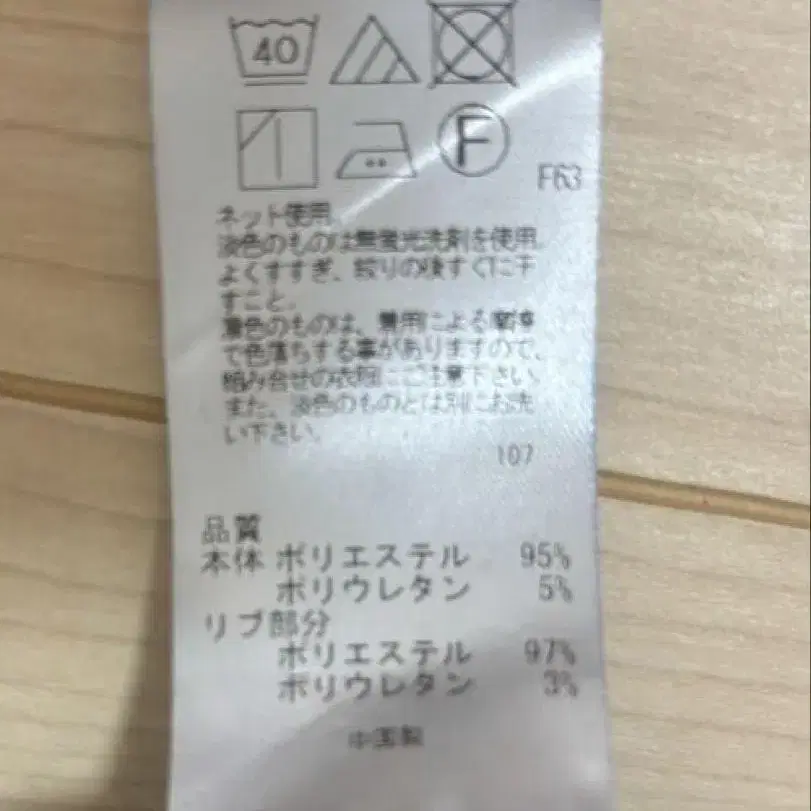 40
F
F63
ネット使用。
淡色のものは無蛍光洗剤を使用。
よくすすぎ、絞りの後すぐに干
すこと。
濃色のものは、着用による摩擦
で色落ちする事がありますので、
組み合せの衣服にご注意下さい。
また、淡色のものとは別にお洗
い下さい。
107
品質
本体 ポリエステル 95%
ポリウレタン 5%
リブ部分
ポリエステル 97%
ポリウレタン 3%
中国製